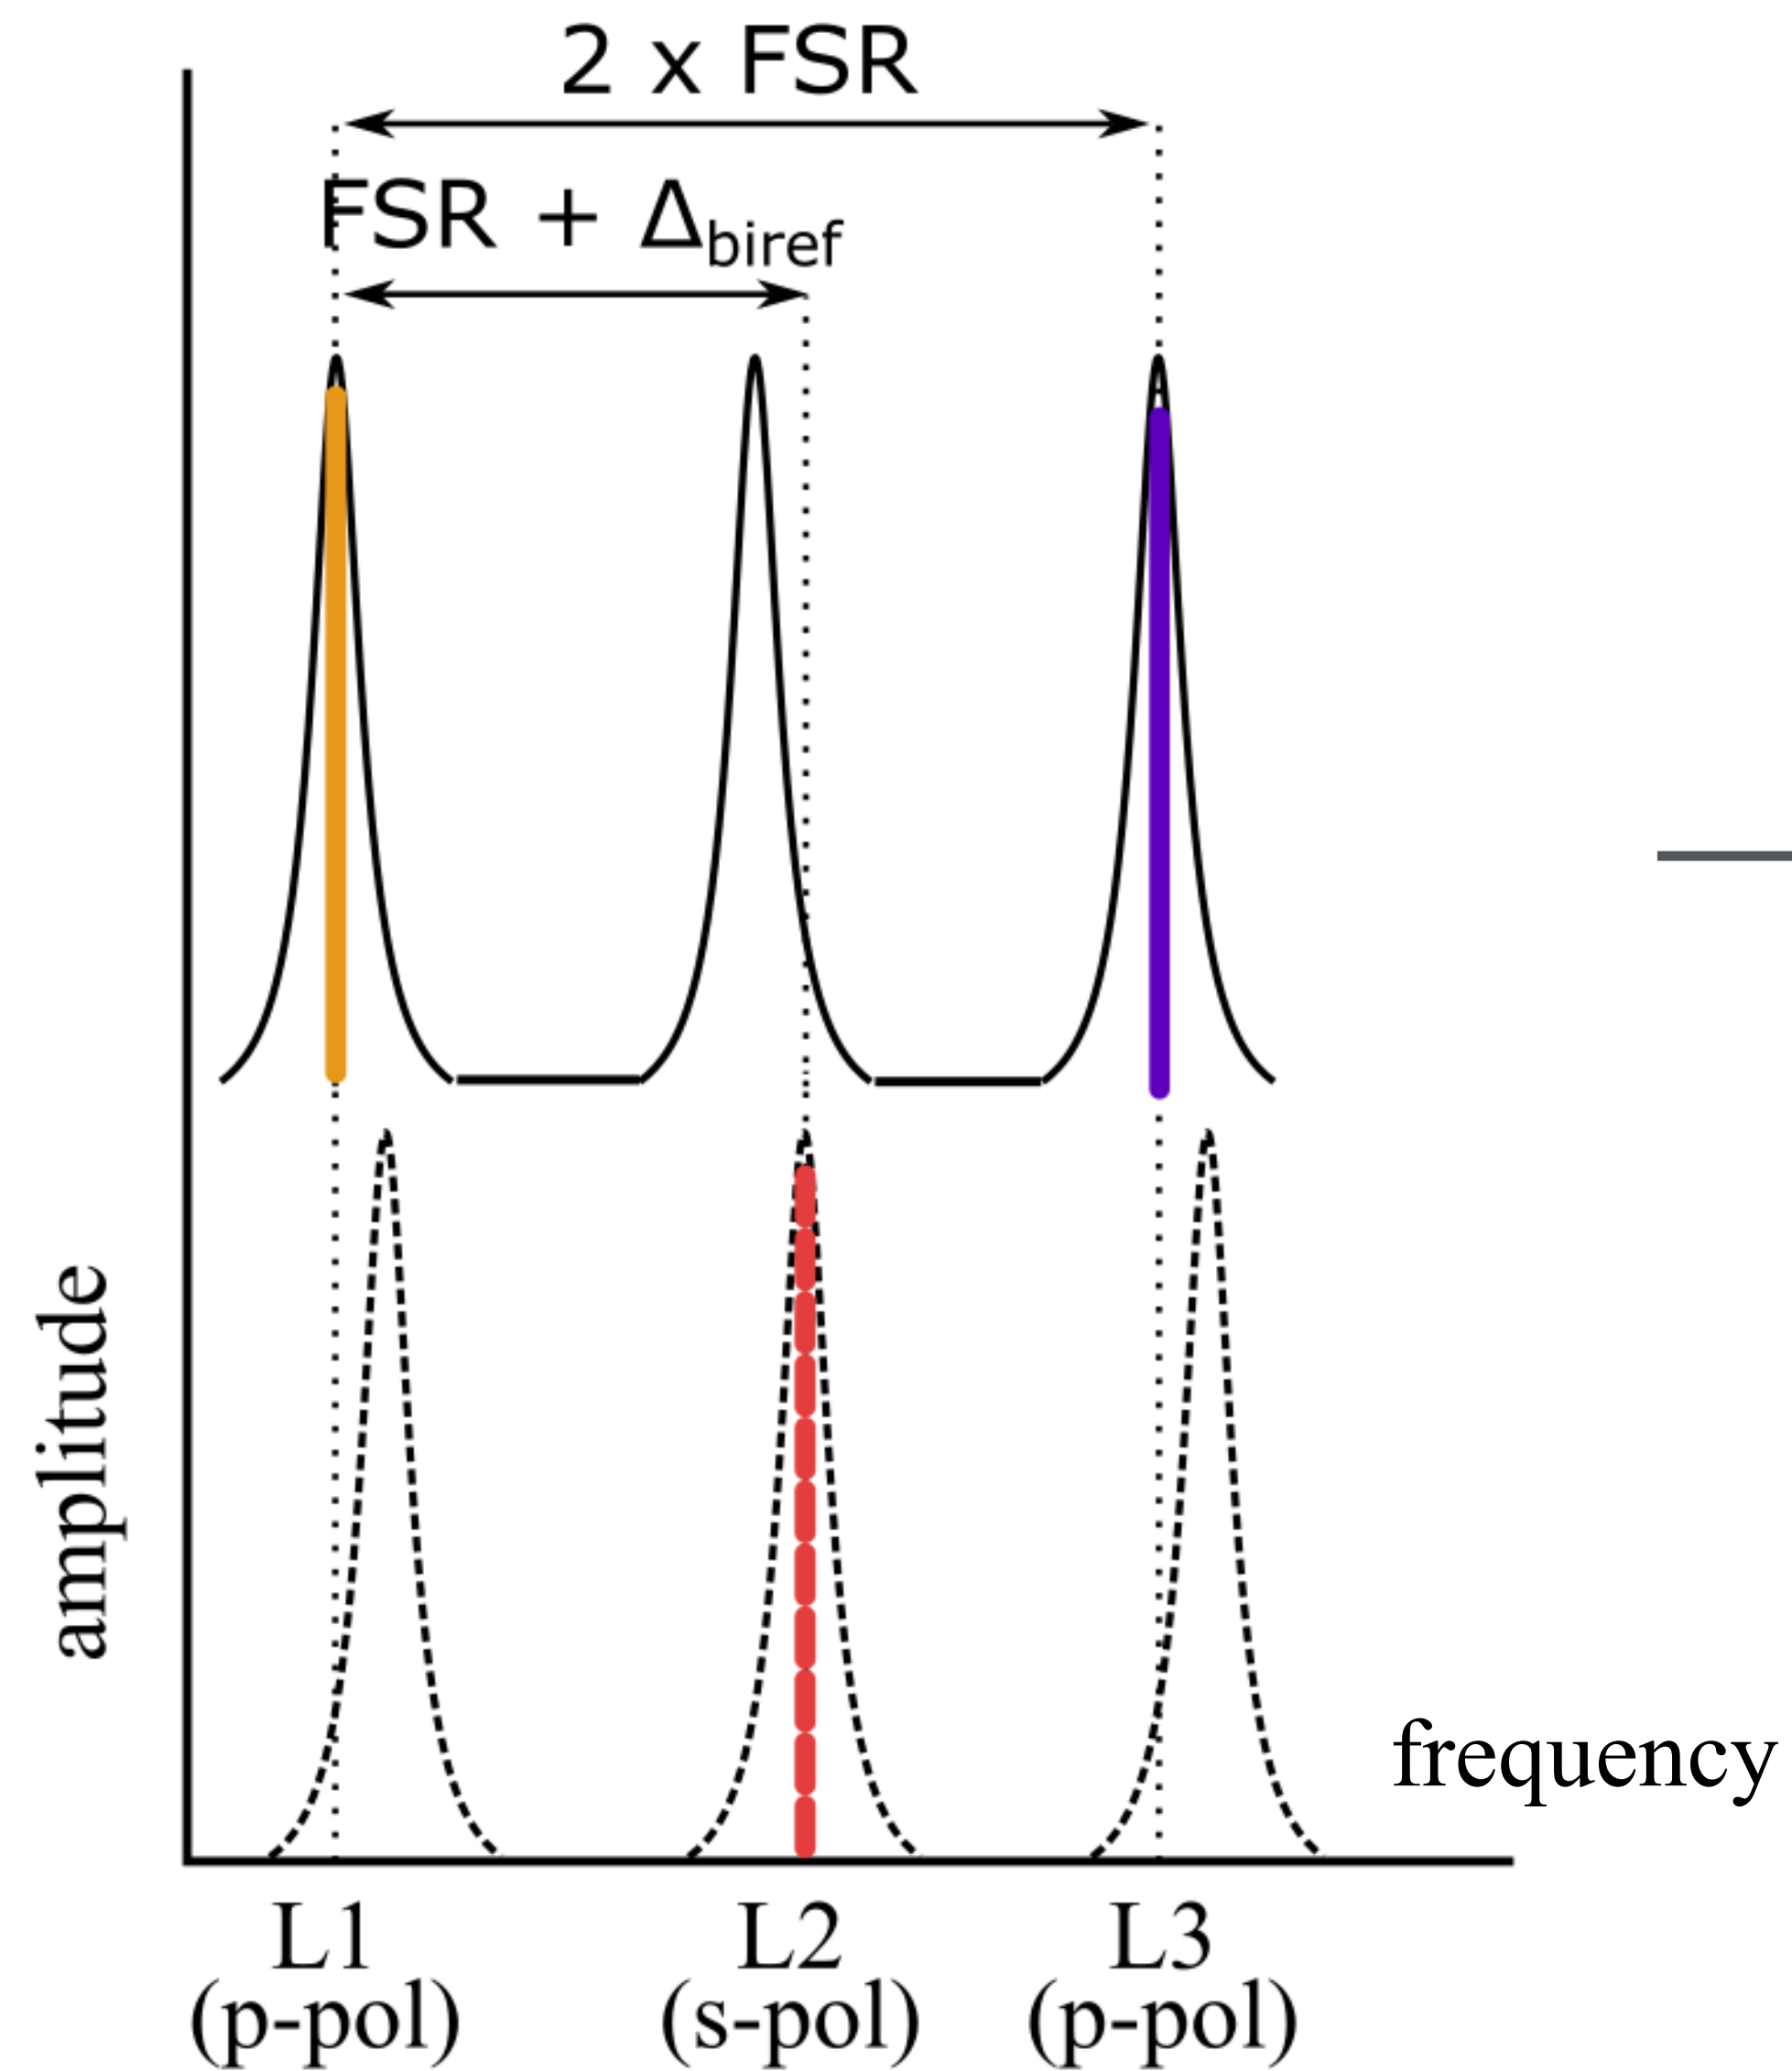 2 x FSR
FSR + Δbiref
amplitude
frequency
L1 L2 L3
(p-pol) (s-pol) (p-pol)